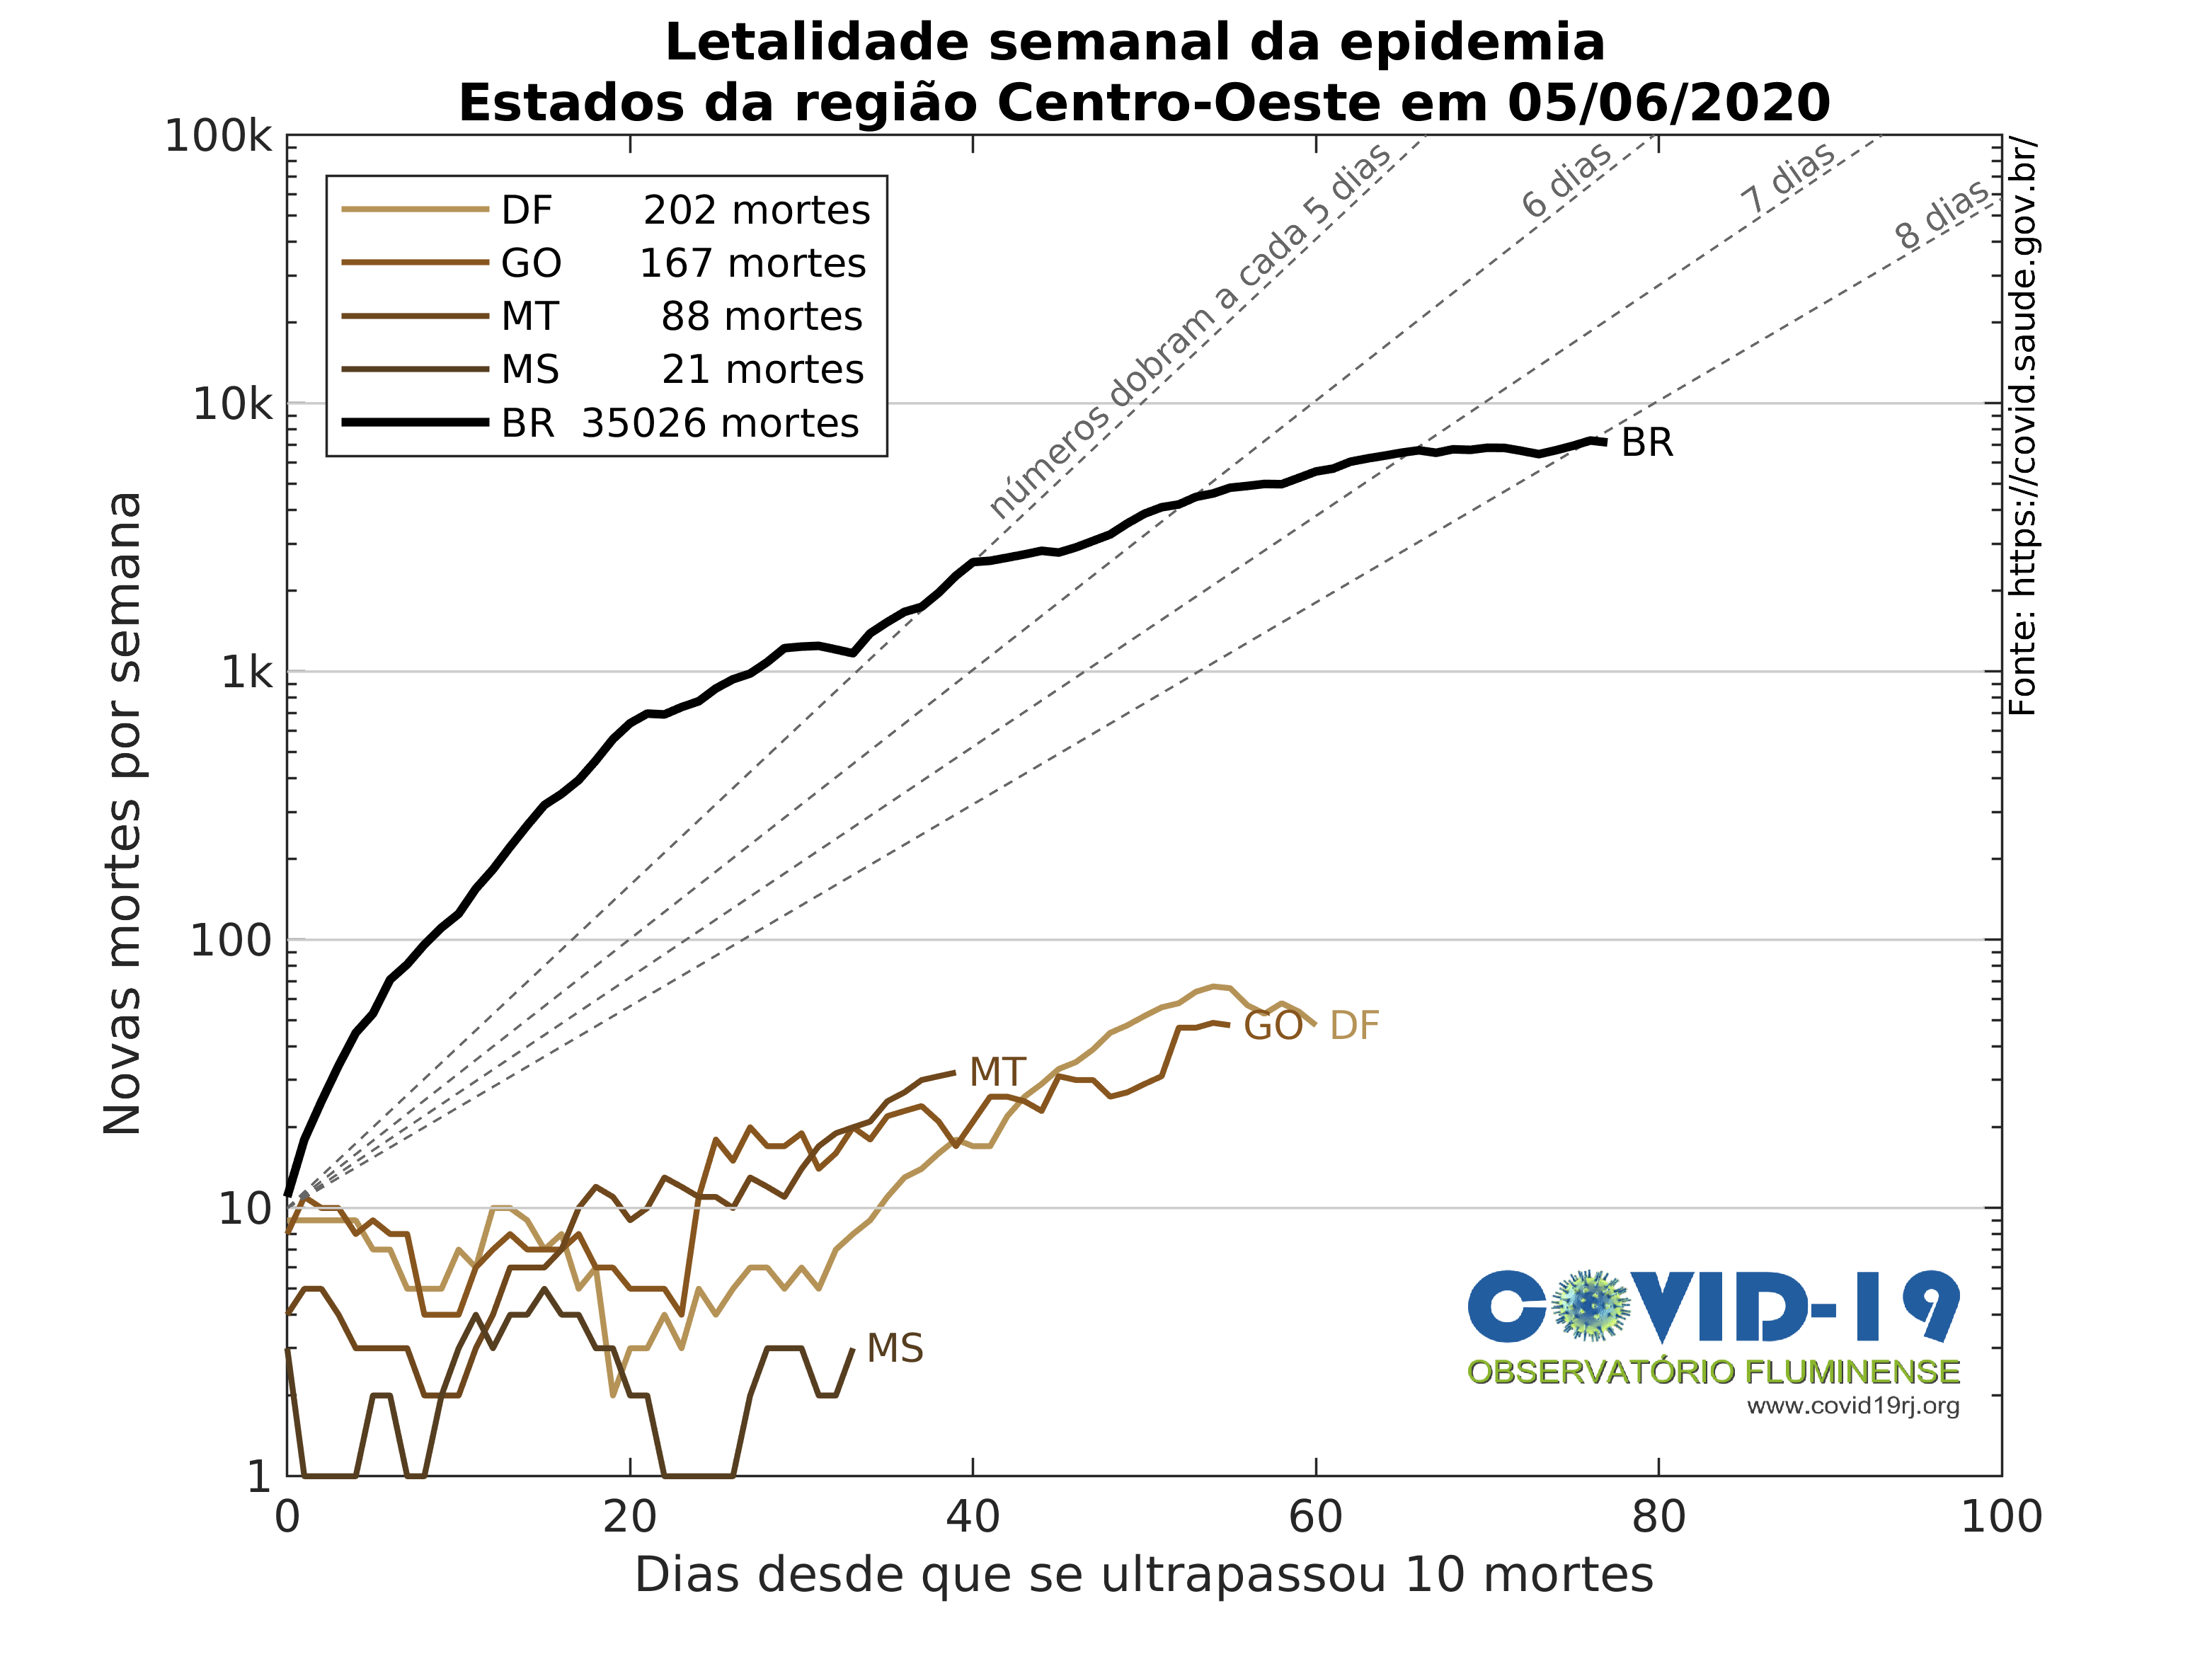 Letalidade semanal da epidemia
Estados da região Centro-Oeste em 05/06/2020
100k
10k
1k
100
10
1
Novas mortes por semana
DF 202 mortes
GO 167 mortes
MT 88 mortes
MS 21 mortes
BR 35026 mortes
números dobram a cada 5 dias
6 dias
7 dias
8 dias
BR
GO
DF
MT
MS
Fonte: https://covid.saude.gov.br/
COVID-19
OBSERVATÓRIO FLUMINENSE
www.covid19rj.org
0 20 40 60 80 100
Dias desde que se ultrapassou 10 mortes